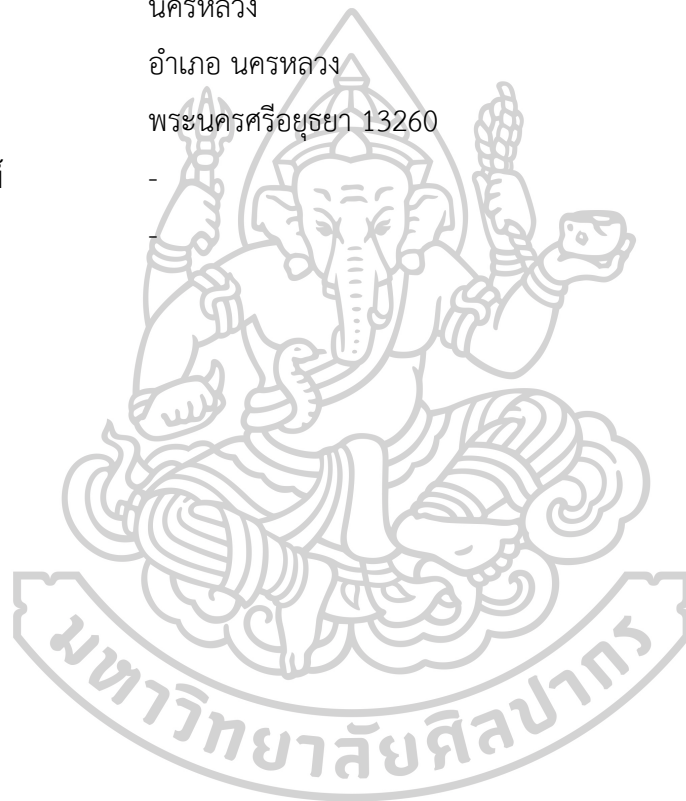 นครหลวง
อำเภอ นครหลวง
พระนครศรีอยุธยา 13260
-
-
มหาวิทยาลัยศิลปากร